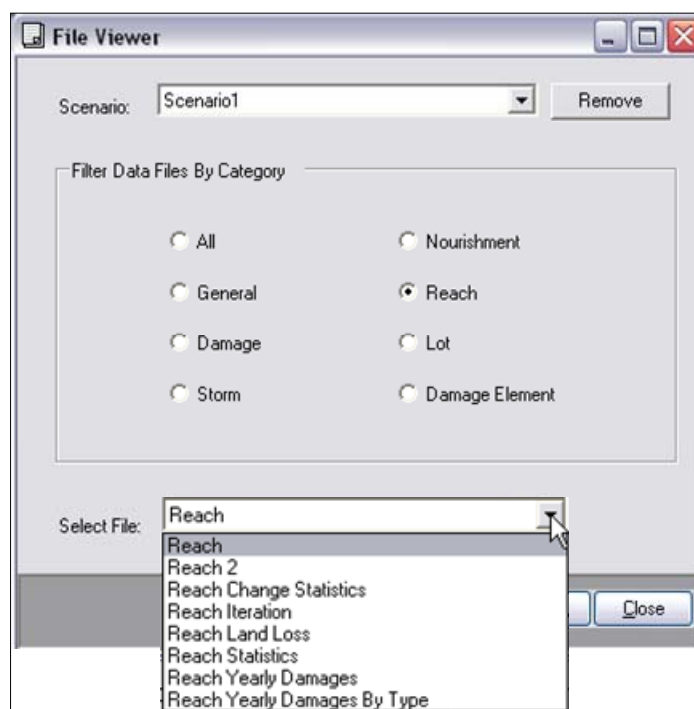 File Viewer
Scenario: Scenario1 Remove
Filter Data Files By Category
All Nourishment
General Reach
Damage Lot
Storm Damage Element
Select File: Reach
Reach
Reach 2
Reach Change Statistics
Reach Iteration
Reach Land Loss
Close
Reach Statistics
Reach Yearly Damages
Reach Yearly Damages By Type